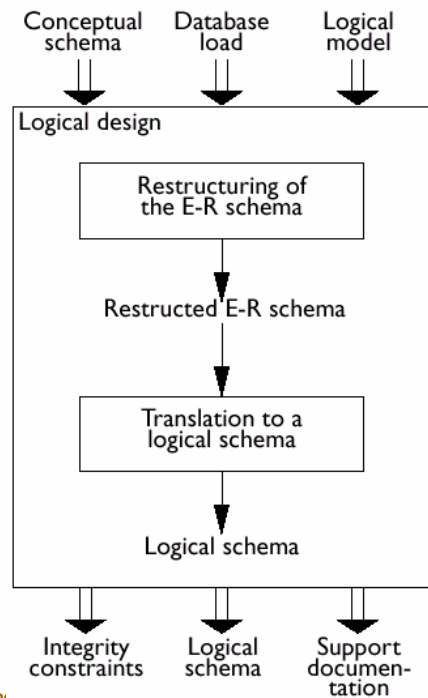 Conceptual schema
Database load
Logical model
Logical design
Restructuring of
the E-R schema
Restructed E-R schema
Translation to a
logical schema
Logical schema
Integrity constraints
Logical schema
Support documen-
tation